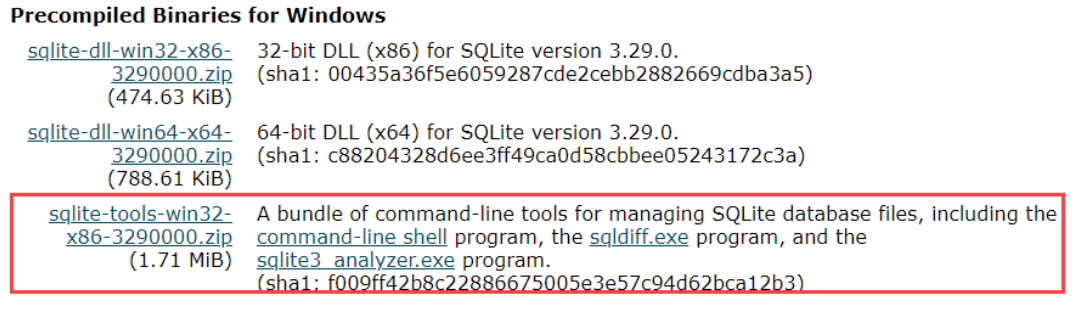 Precompiled Binaries for Windows
sqlite-dll-win32-x86-
3290000.zip
(474.63 KiB)
32-bit DLL (x86) for SQLite version 3.29.0.
(sha1: 00435a36f5e6059287cde2cebb2882669cdba3a5)
sqlite-dll-win64-x64-
3290000.zip
(788.61 KiB)
64-bit DLL (x64) for SQLite version 3.29.0.
(sha1: c88204328d6ee3ff49ca0d58cbbee05243172c3a)
sqlite-tools-win32-
x86-3290000.zip
(1.71 MiB)
A bundle of command-line tools for managing SQLite database files, including the
command-line shell program, the sqldiff.exe program, and the
sqlite3_analyzer.exe program.
(sha1: f009ff42b8c22886675005e3e57c94d62bca12b3)